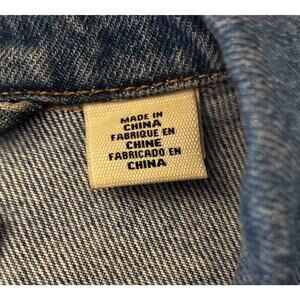 MADE IN
CHINA
FABRIQUE EN
CHINE
FABRICADO EN
CHINA